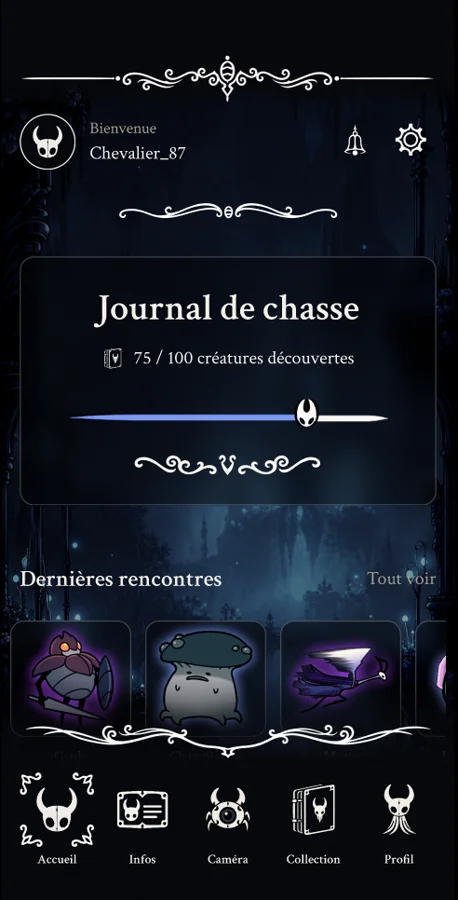 Bienvenue
Chevalier_87
Journal de chasse
75 / 100 créatures découvertes
Dernières rencontres
Tout voir
Accueil
Infos
Caméra
Collection
Profil